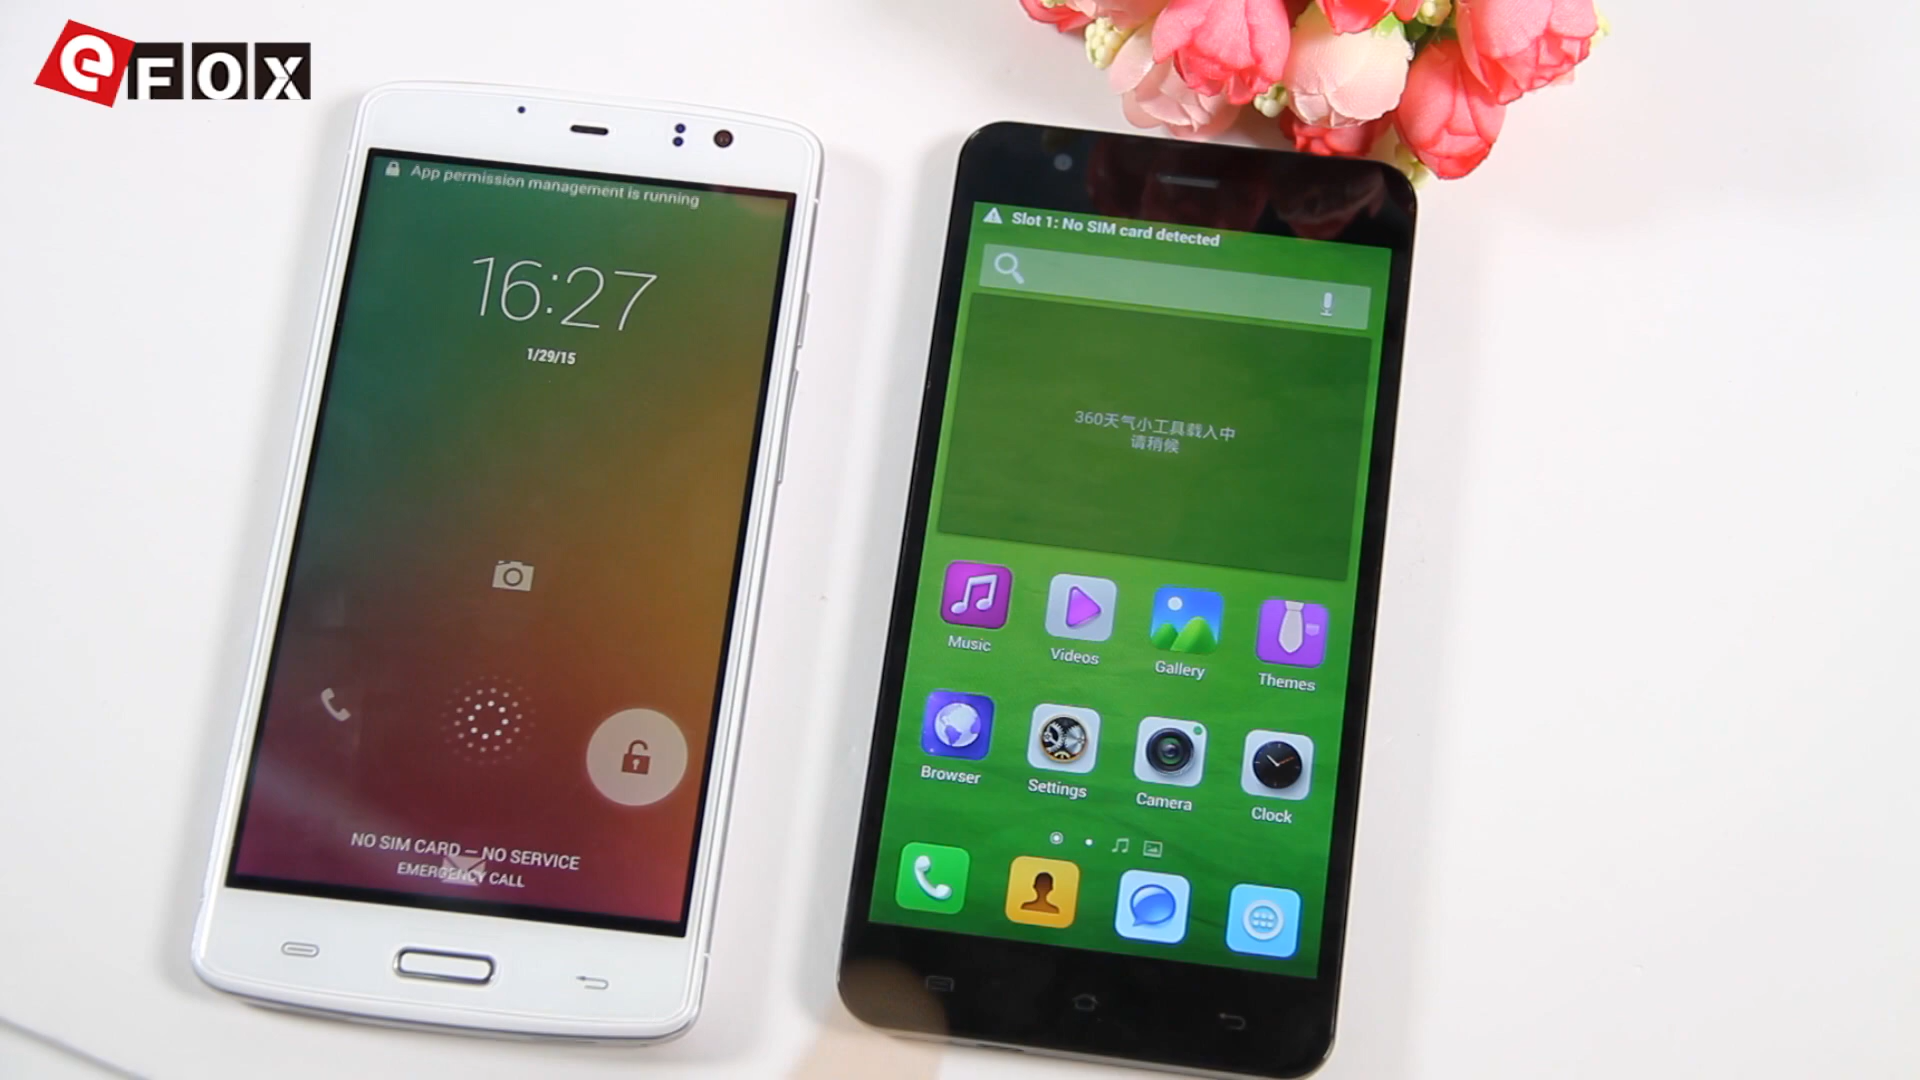 eFOX
App permission management is running
16:27
1/29/15
NO SIM CARD — NO SERVICE
EMERGENCY CALL
Slot 1: No SIM card detected
360天气小工具载入中
请稍候
Music
Videos
Gallery
Themes
Browser
Settings
Camera
Clock